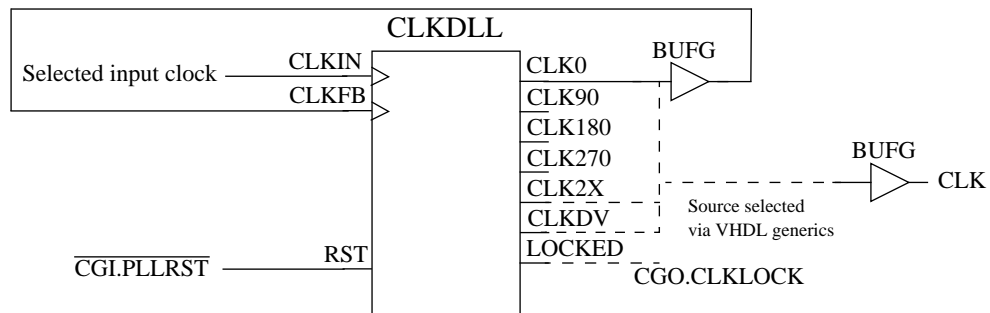 CLKDLL
BUFG
CLKIN
CLK0
Selected input clock
CLKFB
CLK90
CLK180
BUFG
CLK270
CLK
CLK2X
Source selected
CLKDV
via VHDL generics
LOCKED
RST
CGI.PLLRST
CGO.CLKLOCK